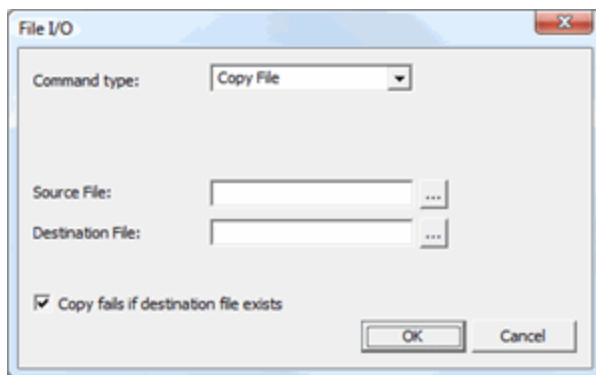 File I/O
Command type: Copy File
Source File: ...
Destination File: ...
Copy fails if destination file exists
OK Cancel